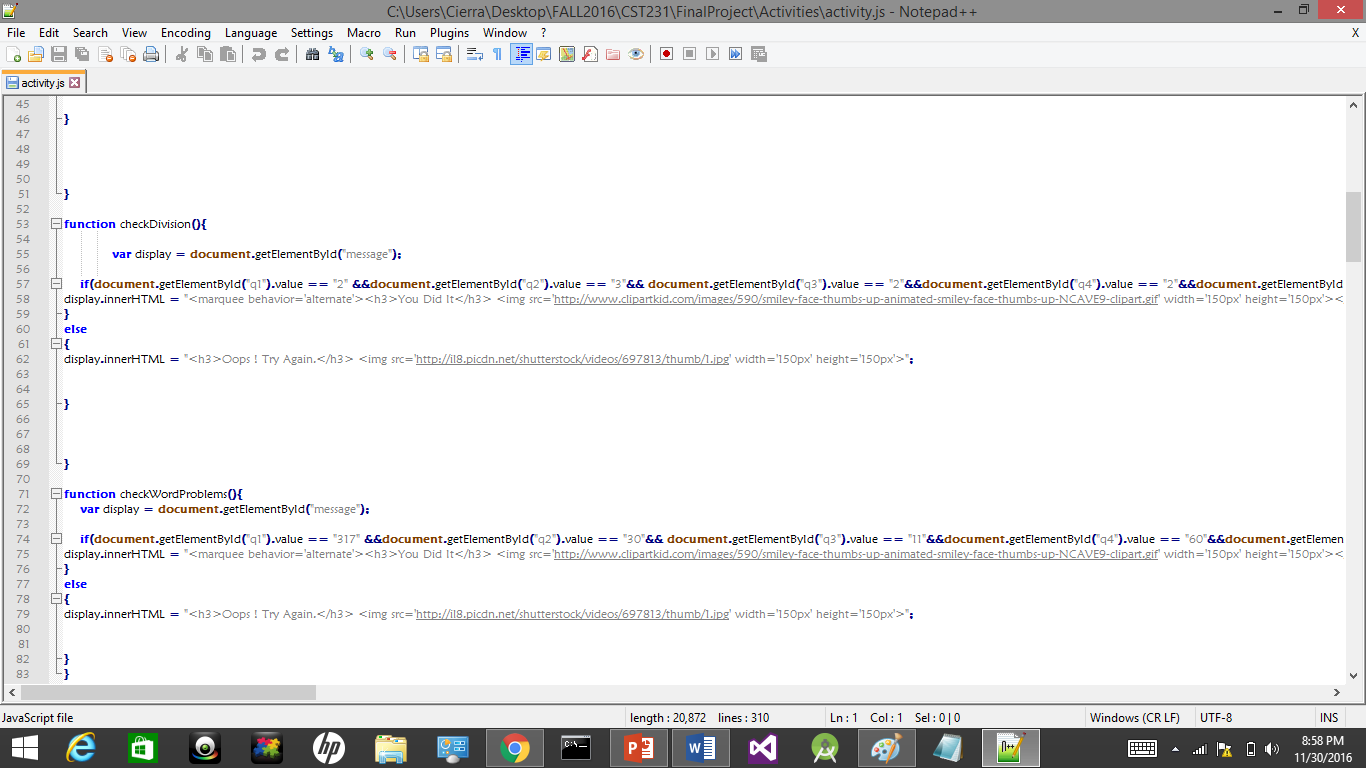 C:\Users\Cierra\Desktop\FALL2016\CST231\FinalProject\Activities\activity.js - Notepad++
File Edit Search View Encoding Language Settings Macro Run Plugins Window ? X
activity.js
45
46 }
47
48
49
50
51 }
52
53 function checkDivision(){
54
55 var display = document.getElementById("message");
56
57 if(document.getElementById("q1").value == "2" &&document.getElementById("q2").value == "3"&& document.getElementById("q3").value == "2"&&document.getElementById("q4").value == "2"&&document.getElementById
58 display.innerHTML = "<marquee behavior='alternate'><h3>You Did It</h3> <img src='http://www.clipartkid.com/images/590/smiley-face-thumbs-up-animated-smiley-face-thumbs-up-NCAVE9-clipart.gif' width='150px' height='150px'><
59 }
60 else
61 {
62 display.innerHTML = "<h3>Oops ! Try Again.</h3> <img src='http://il8.picdn.net/shutterstock/videos/697813/thumb/1.jpg' width='150px' height='150px'>";
63
64
65 }
66
67
68
69 }
70
71 function checkWordProblems(){
72 var display = document.getElementById("message");
73
74 if(document.getElementById("q1").value == "317" &&document.getElementById("q2").value == "30"&& document.getElementById("q3").value == "11"&&document.getElementById("q4").value == "60"&&document.getElemen
75 display.innerHTML = "<marquee behavior='alternate'><h3>You Did It</h3> <img src='http://www.clipartkid.com/images/590/smiley-face-thumbs-up-animated-smiley-face-thumbs-up-NCAVE9-clipart.gif' width='150px' height='150px'><
76 }
77 else
78 {
79 display.innerHTML = "<h3>Oops ! Try Again.</h3> <img src='http://il8.picdn.net/shutterstock/videos/697813/thumb/1.jpg' width='150px' height='150px'>";
80
81
82 }
83 }
JavaScript file length : 20,872 lines : 310 Ln : 1 Col : 1 Sel : 0 | 0 Windows (CR LF) UTF-8 INS
8:58 PM
11/30/2016